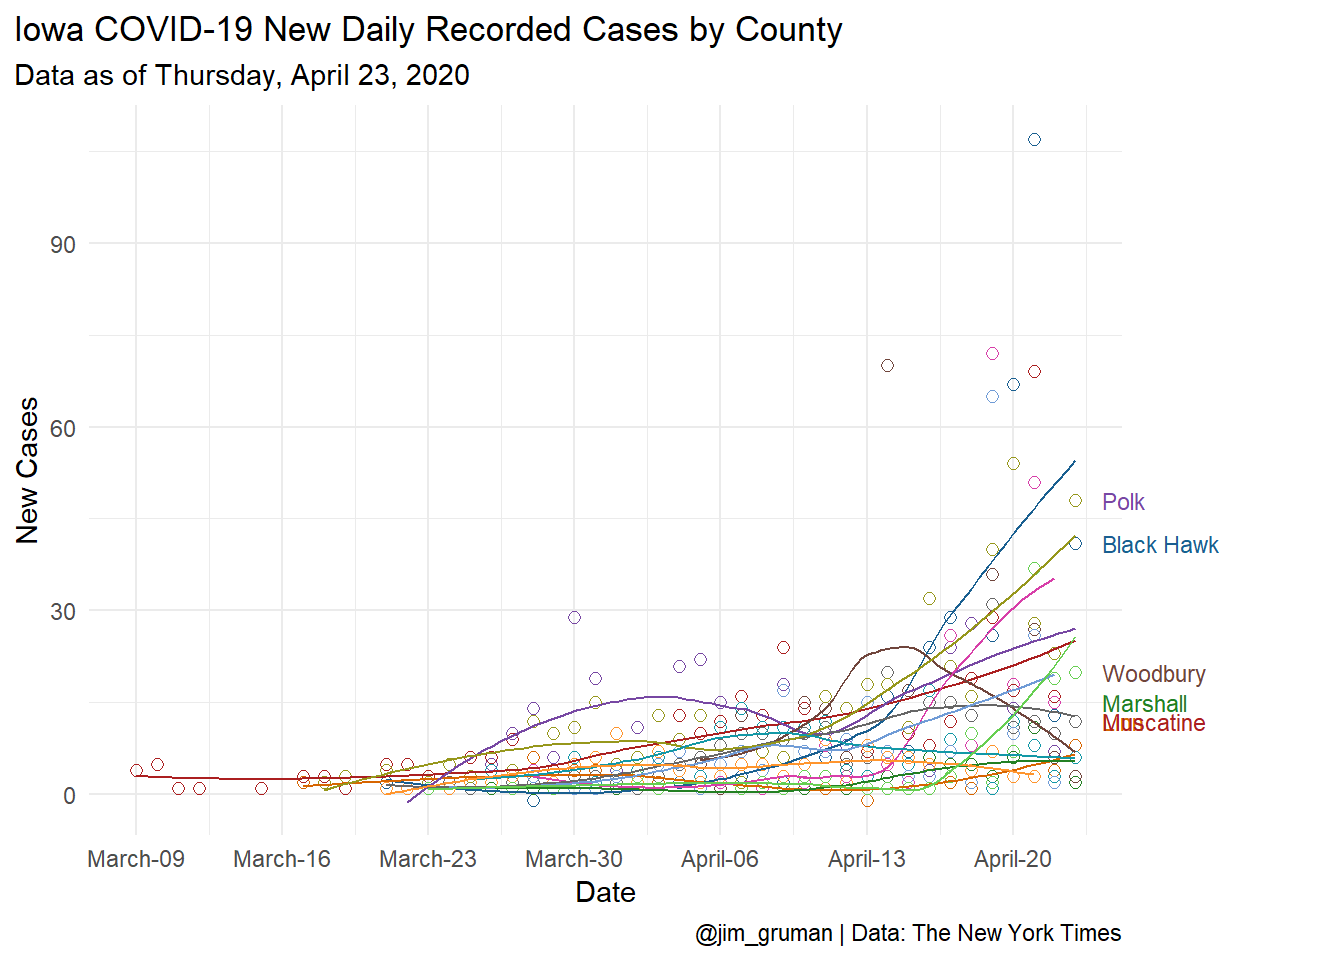 Iowa COVID-19 New Daily Recorded Cases by County
Data as of Thursday, April 23, 2020
New Cases
90
60
30
0
Polk
Black Hawk
Woodbury
Marshall
Muscatine
March-09 March-16 March-23 March-30 April-06 April-13 April-20
Date
@jim_gruman | Data: The New York Times